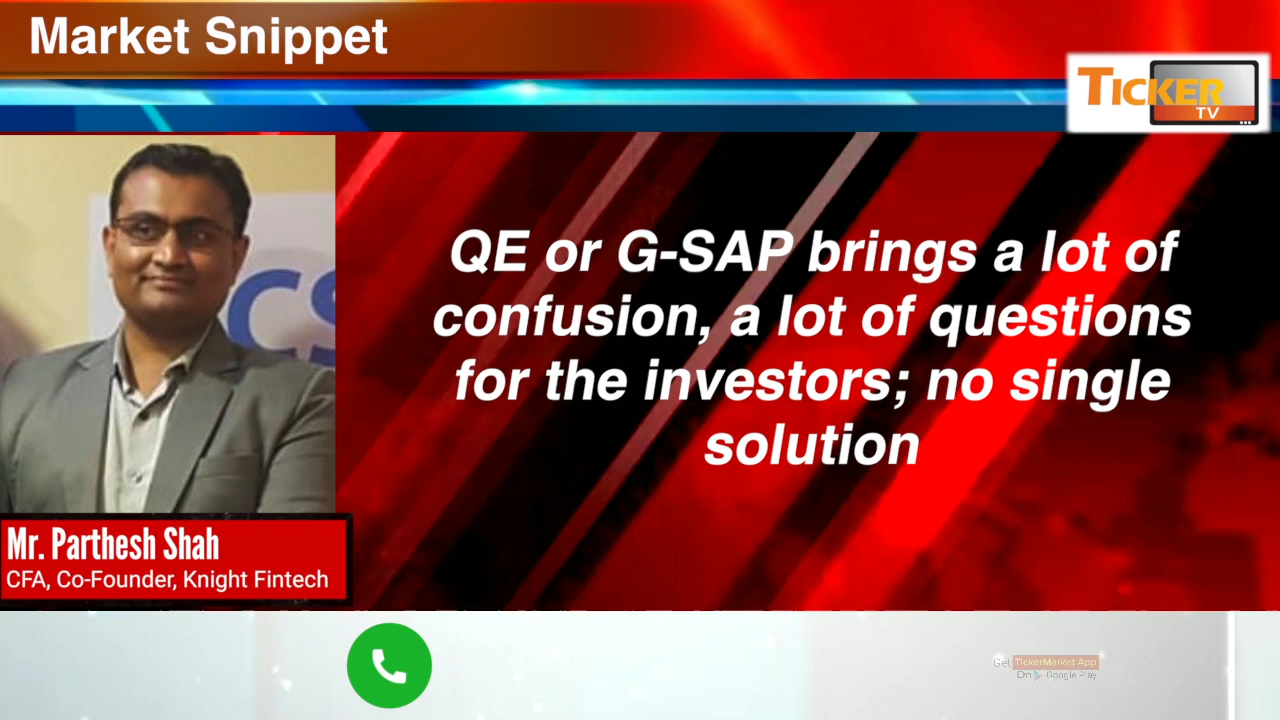 Market Snippet
TICKER
TV
CS
QE or G-SAP brings a lot of
confusion, a lot of questions
for the investors; no single
solution
Mr. Parthesh Shah
CFA, Co-Founder, Knight Fintech
Get TickerMarket App
On Google Play